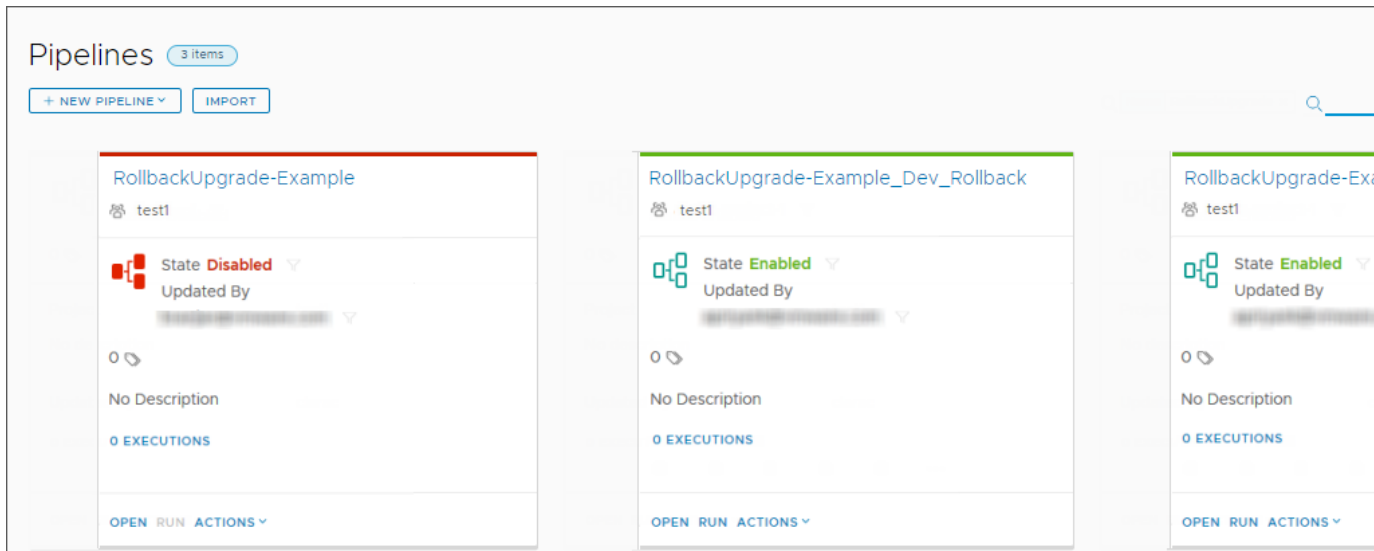 Pipelines 3 items
+ NEW PIPELINE IMPORT
RollbackUpgrade-Example
test1
State Disabled
Updated By
0
No Description
0 EXECUTIONS
OPEN RUN ACTIONS
RollbackUpgrade-Example_Dev_Rollback
test1
State Enabled
Updated By
0
No Description
0 EXECUTIONS
OPEN RUN ACTIONS
test1
State Enabled
Updated By
0
No Description
0 EXECUTIONS
OPEN RUN ACTIONS